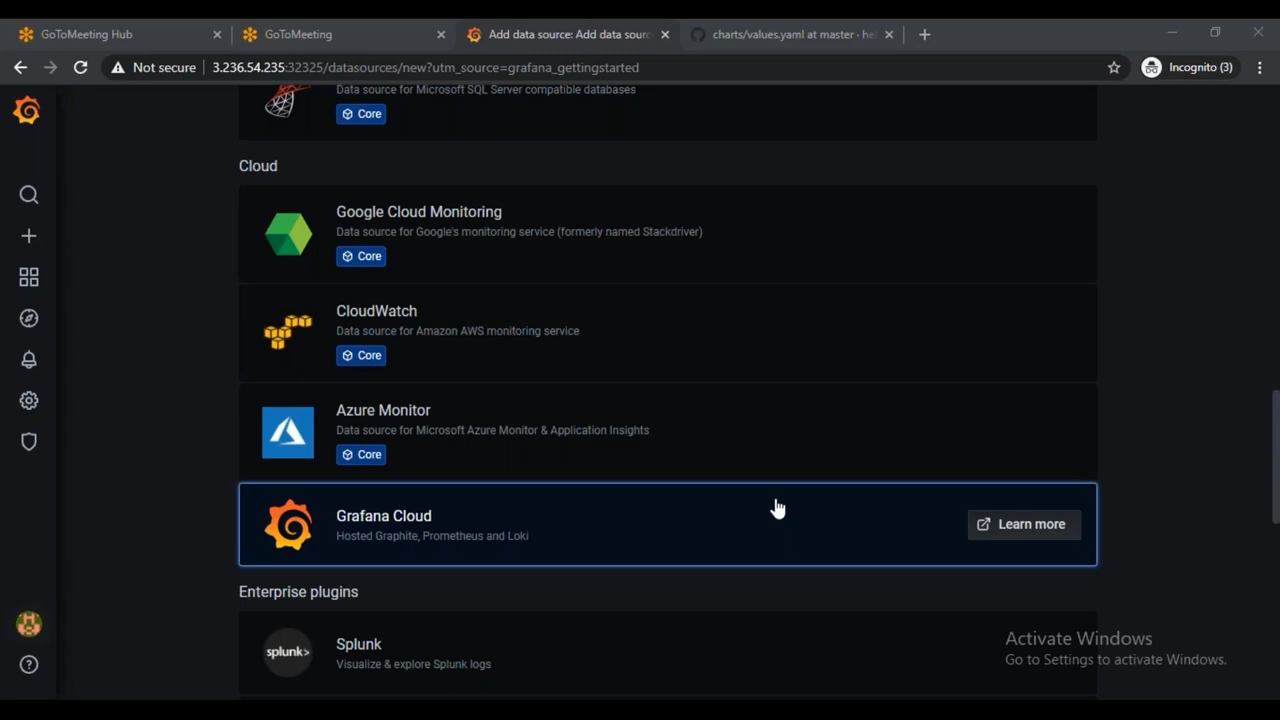 GoToMeeting Hub
GoToMeeting
Add data source: Add data sour
charts/values.yaml at master · he
Not secure
3.236.54.235:32325/datasources/new?utm_source=grafana_gettingstarted
Incognito (3)
Data source for Microsoft SQL Server compatible databases
Core
Cloud
Google Cloud Monitoring
Data source for Google's monitoring service (formerly named Stackdriver)
Core
CloudWatch
Data source for Amazon AWS monitoring service
Core
Azure Monitor
Data source for Microsoft Azure Monitor & Application Insights
Core
Grafana Cloud
Hosted Graphite, Prometheus and Loki
Learn more
Enterprise plugins
splunk>
Splunk
Visualize & explore Splunk logs
Activate Windows
Go to Settings to activate Windows.